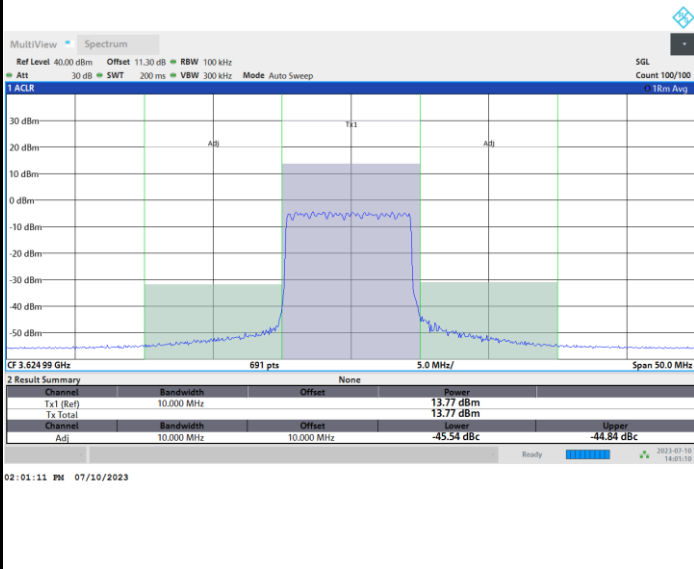 MultiView Spectrum
Ref Level 40.00 dBm Offset 11.30 dB RBW 100 kHz SGL
Att 30 dB SWT 200 ms VBW 300 kHz Mode Auto Sweep Count 100/100
1 ACLR 1Rm Avg
30 dBm
Tx1
20 dBm
Adj Adj
10 dBm
0 dBm
-10 dBm
-20 dBm
-30 dBm
-40 dBm
-50 dBm
CF 3.624 99 GHz 691 pts 5.0 MHz/ Span 50.0 MHz
2 Result Summary None
Channel Bandwidth Offset Power
Tx1 (Ref) 10.000 MHz 13.77 dBm
Tx Total 13.77 dBm
Channel Bandwidth Offset Lower Upper
Adj 10.000 MHz 10.000 MHz -45.54 dBc -44.84 dBc
Ready 2023-07-10
14:01:10
02:01:11 PM 07/10/2023